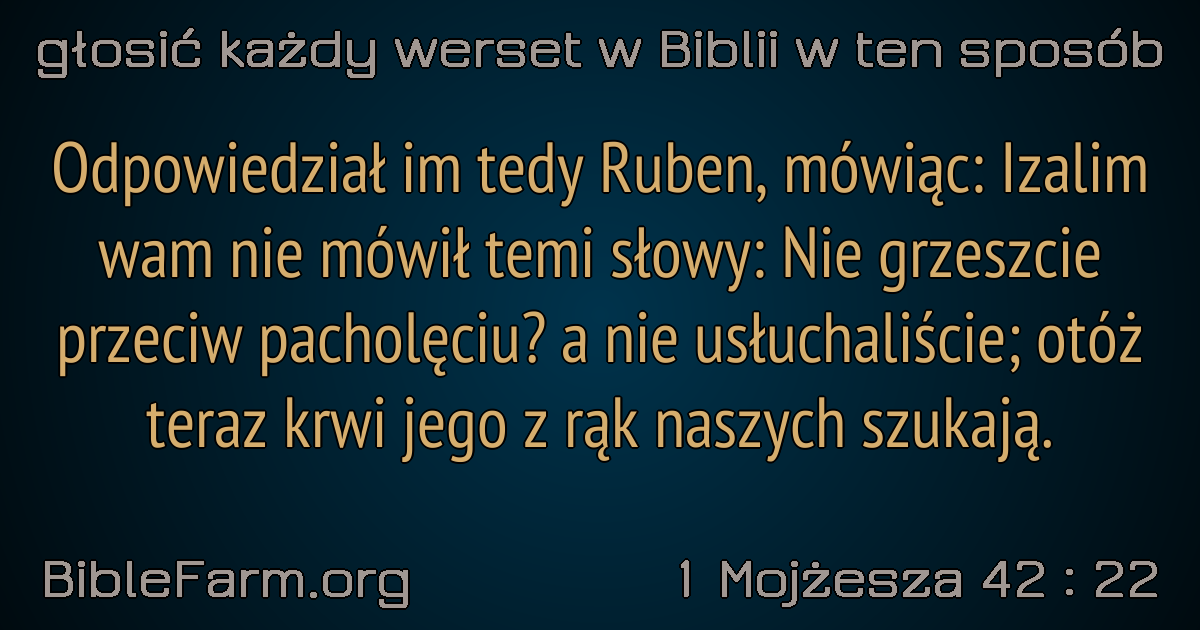 głosić każdy werset w Biblii w ten sposób
Odpowiedział im tedy Ruben, mówiąc: Izalim
wam nie mówił temi słowy: Nie grzeszcie
przeciw pacholęciu? a nie usłuchaliście; otóż
teraz krwi jego z rąk naszych szukają.
BibleFarm.org
1 Mojżesza 42 : 22